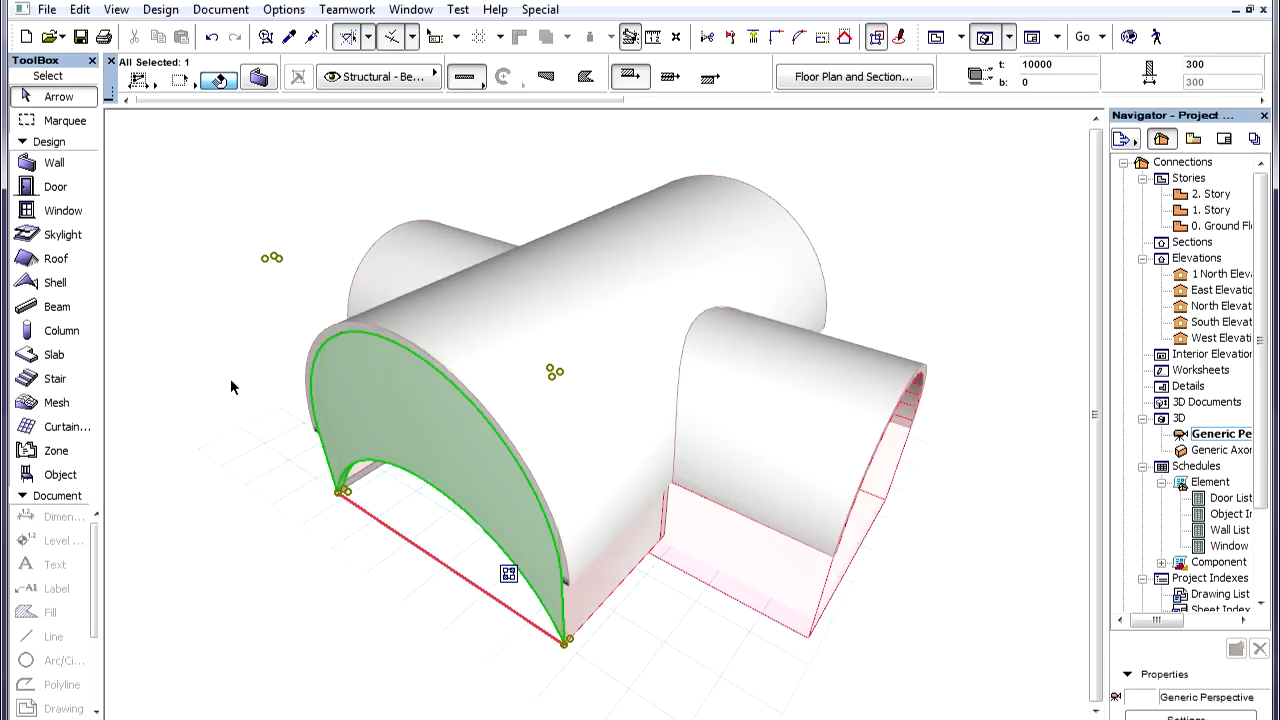 File Edit View Design Document Options Teamwork Window Test Help Special
Go
ToolBox
Select
Arrow
Marquee
Design
Wall
Door
Window
Skylight
Roof
Shell
Beam
Column
Slab
Stair
Mesh
Curtain...
Zone
Object
Document
Dimen...
Level ...
Text
Label
Fill
Line
Arc/Ci...
Polyline
Drawing
All Selected: 1
Structural - Be...
Floor Plan and Section...
t: 10000
b: 0
300
300
Navigator - Project ...
Connections
Stories
2. Story
1. Story
0. Ground Fl
Sections
Elevations
1 North Eleva
East Elevatio
North Elevat
South Elevat
West Elevati
Interior Elevation
Worksheets
Details
3D Documents
3D
Generic Pe
Generic Axor
Schedules
Element
Door List
Object Ir
Wall List
Window
Component
Project Indexes
Drawing List
Sheet Index
Properties
Generic Perspective
Settings...